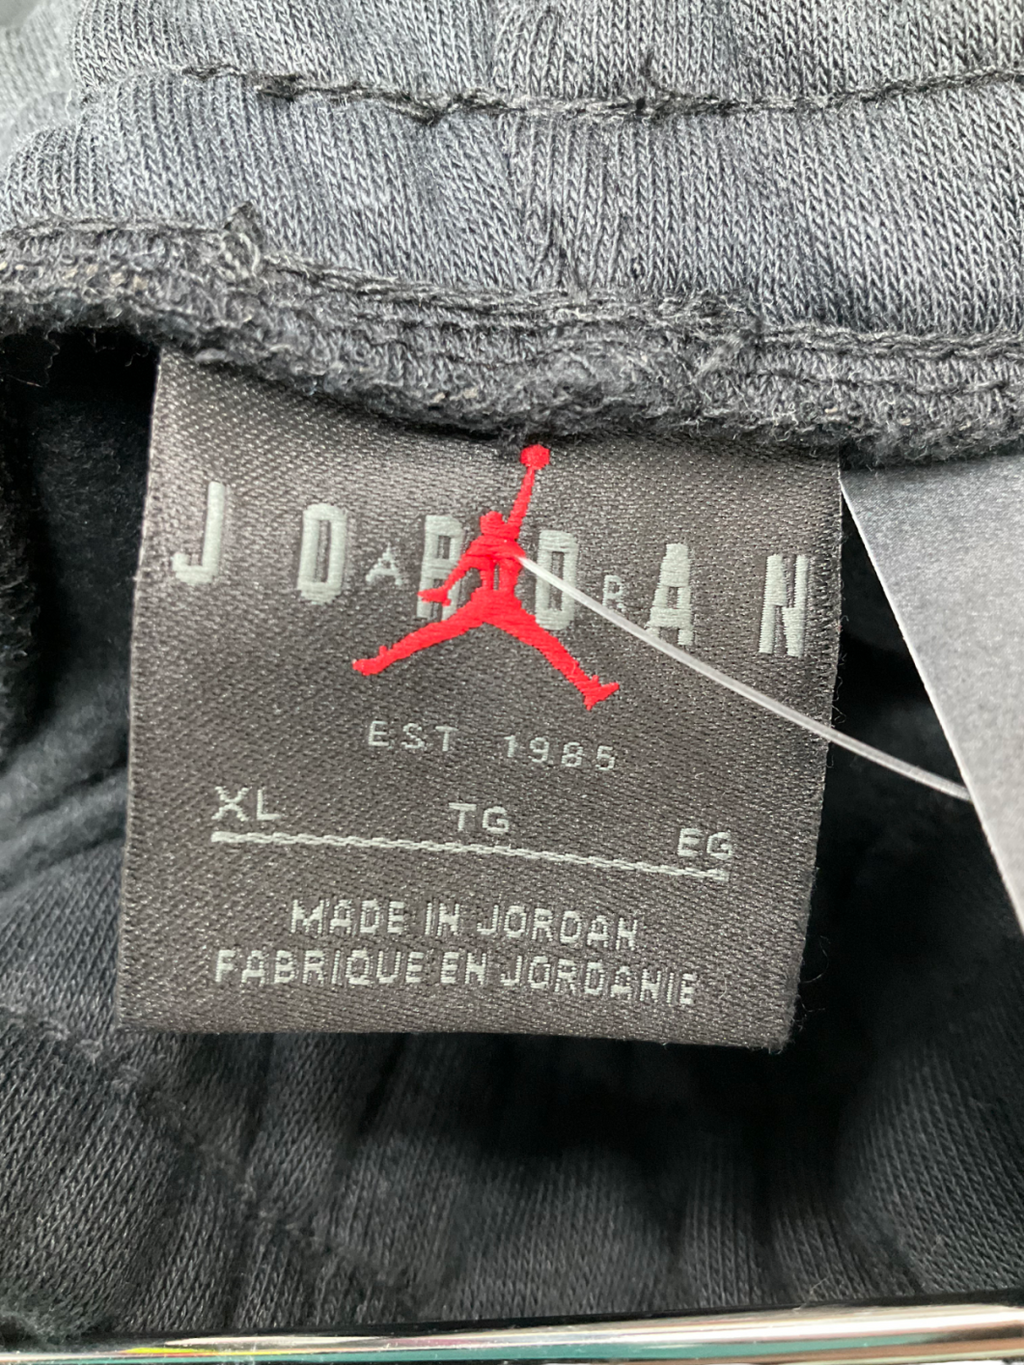 JORDAN
A R
EST 1985
XL TG EG
MADE IN JORDAN
FABRIQUE EN JORDANIE